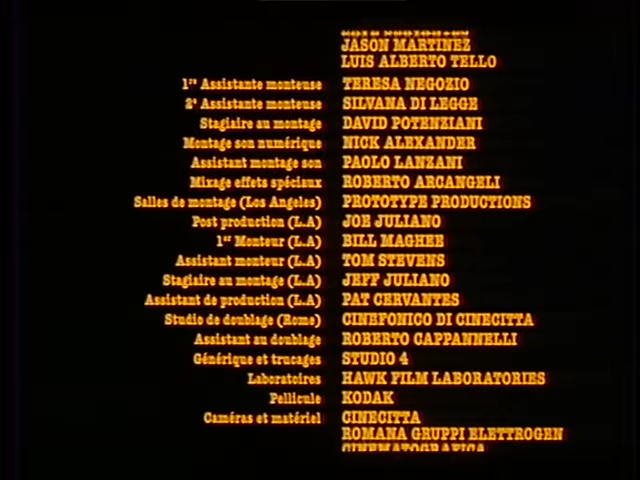 JASON MARTINEZ
LUIS ALBERTO TELLO
1re Assistante monteuse TERESA NEGOZIO
2e Assistante monteuse SILVANA DI LEGGE
Stagiaire au montage DAVID POTENZIANI
Montage son numérique NICK ALEXANDER
Assistant montage son PAOLO LANZANI
Mixage effets spéciaux ROBERTO ARCANGELI
Salles de montage (Los Angeles) PROTOTYPE PRODUCTIONS
Post production (L.A) JOE JULIANO
1er Monteur (L.A) BILL MAGHEE
Assistant monteur (L.A) TOM STEVENS
Stagiaire au montage (L.A) JEFF JULIANO
Assistant de production (L.A) PAT CERVANTES
Studio de doublage (Rome) CINEFONICO DI CINECITTA
Assistant au doublage ROBERTO CAPPANNELLI
Générique et trucages STUDIO 4
Laboratoires HAWK FILM LABORATORIES
Pellicule KODAK
Caméras et matériel CINECITTA
ROMANA GRUPPI ELETTROGEN
CINEMATOGRAFICA